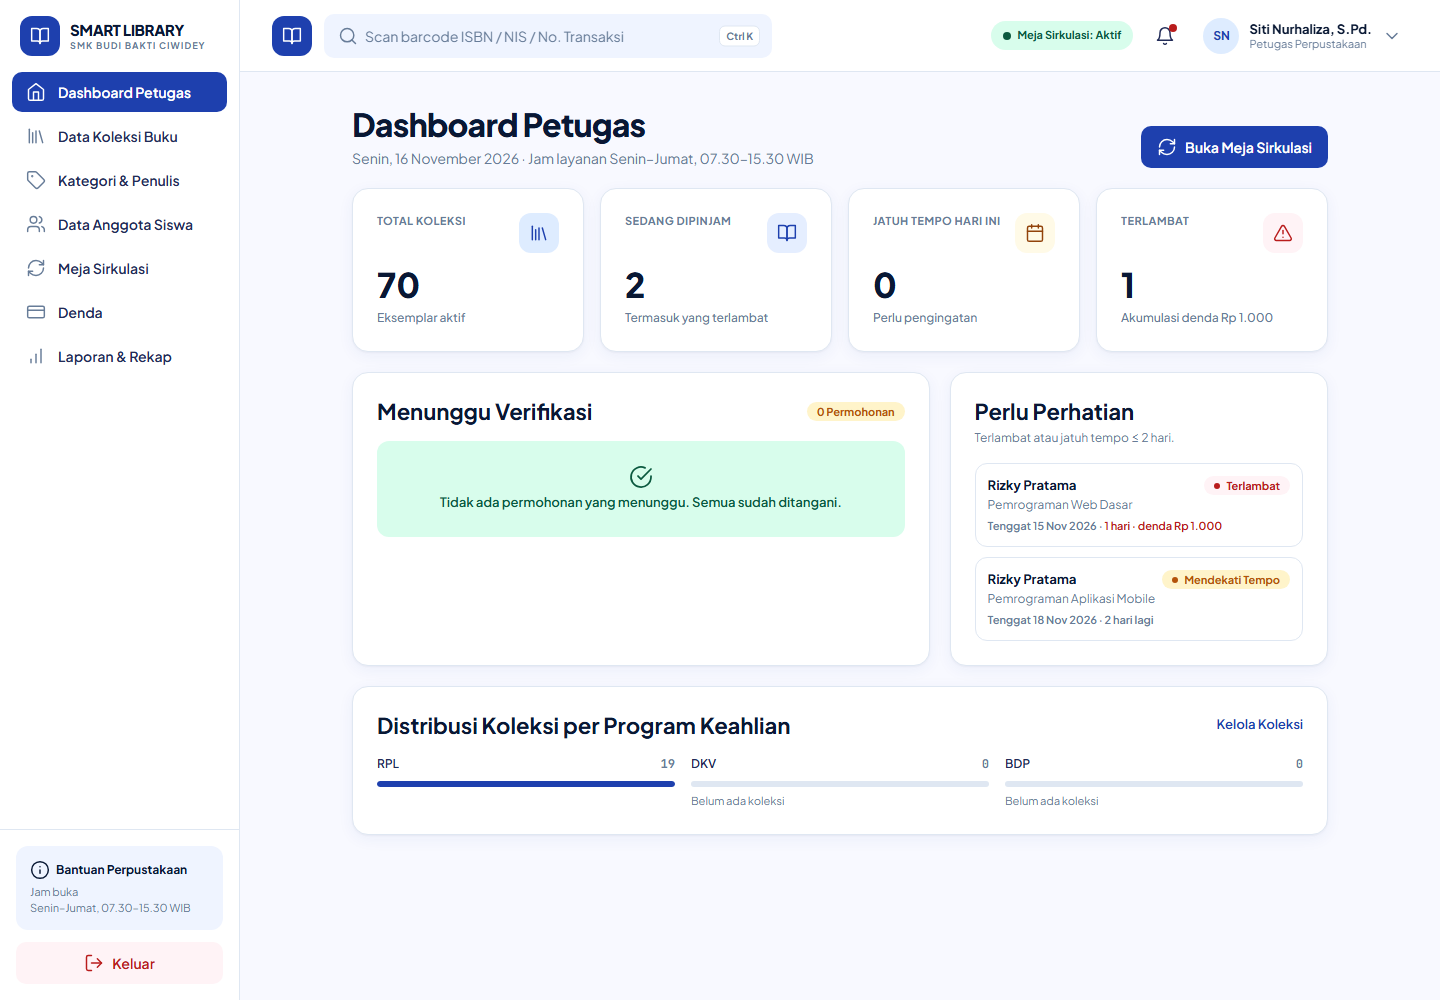 SMART LIBRARY
SMK BUDI BAKTI CIWIDEY
Dashboard Petugas
Data Koleksi Buku
Kategori & Penulis
Data Anggota Siswa
Meja Sirkulasi
Denda
Laporan & Rekap
Bantuan Perpustakaan
Jam buka
Senin–Jumat, 07.30–15.30 WIB
Keluar
Scan barcode ISBN / NIS / No. Transaksi
Ctrl K
Meja Sirkulasi: Aktif
SN
Siti Nurhaliza, S.Pd.
Petugas Perpustakaan
Dashboard Petugas
Senin, 16 November 2026 · Jam layanan Senin–Jumat, 07.30–15.30 WIB
Buka Meja Sirkulasi
TOTAL KOLEKSI
70
Eksemplar aktif
SEDANG DIPINJAM
2
Termasuk yang terlambat
JATUH TEMPO HARI INI
0
Perlu pengingatan
TERLAMBAT
1
Akumulasi denda Rp 1.000
Menunggu Verifikasi
0 Permohonan
Tidak ada permohonan yang menunggu. Semua sudah ditangani.
Perlu Perhatian
Terlambat atau jatuh tempo ≤ 2 hari.
Rizky Pratama
Terlambat
Pemrograman Web Dasar
Tenggat 15 Nov 2026 · 1 hari · denda Rp 1.000
Rizky Pratama
Mendekati Tempo
Pemrograman Aplikasi Mobile
Tenggat 18 Nov 2026 · 2 hari lagi
Distribusi Koleksi per Program Keahlian
Kelola Koleksi
RPL 19
DKV 0
Belum ada koleksi
BDP 0
Belum ada koleksi